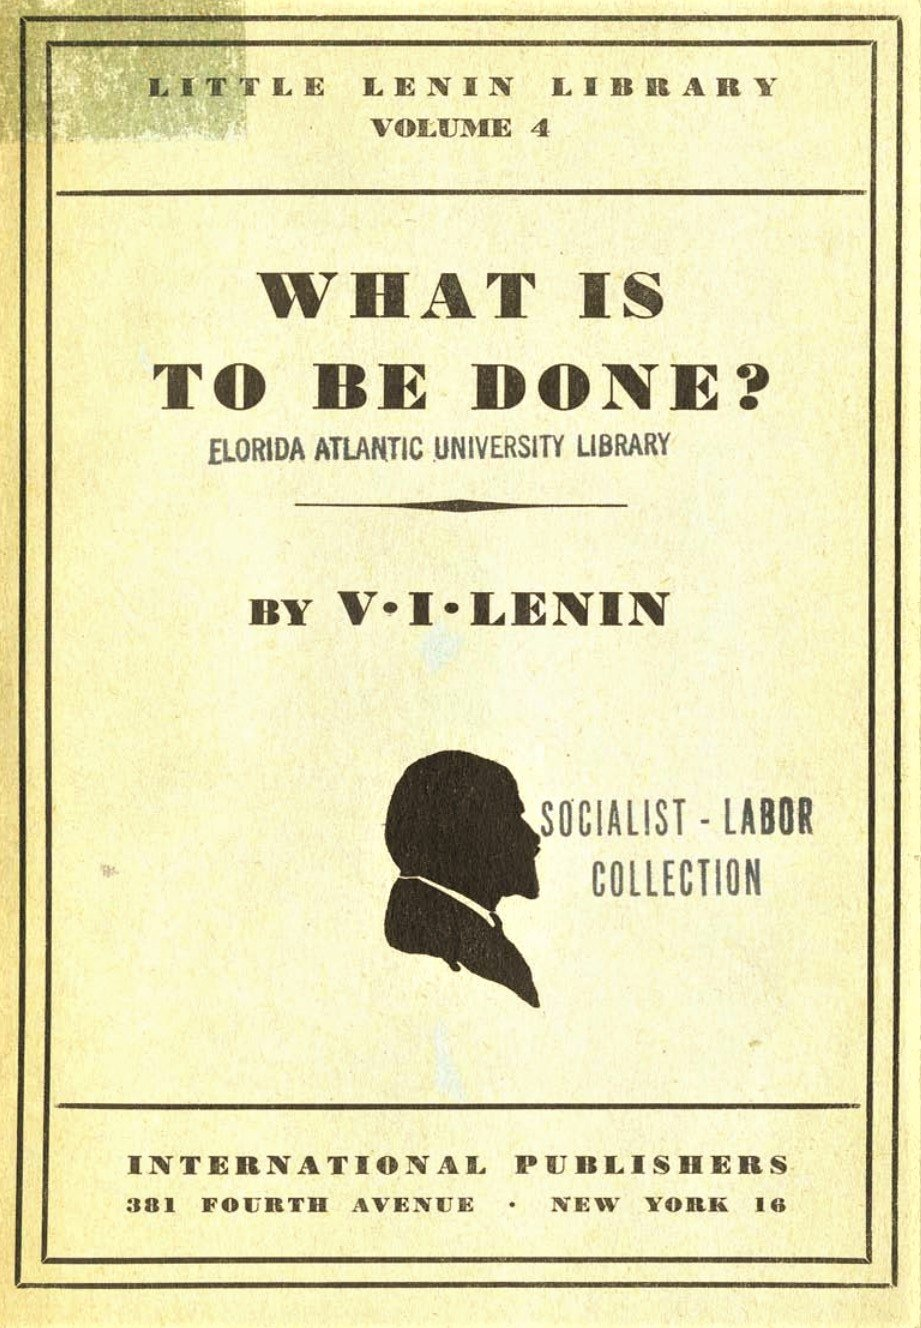 LITTLE LENIN LIBRARY
VOLUME 4
WHAT IS
TO BE DONE?
FLORIDA ATLANTIC UNIVERSITY LIBRARY
BY V·I·LENIN
SOCIALIST - LABOR
COLLECTION
INTERNATIONAL PUBLISHERS
381 FOURTH AVENUE · NEW YORK 16